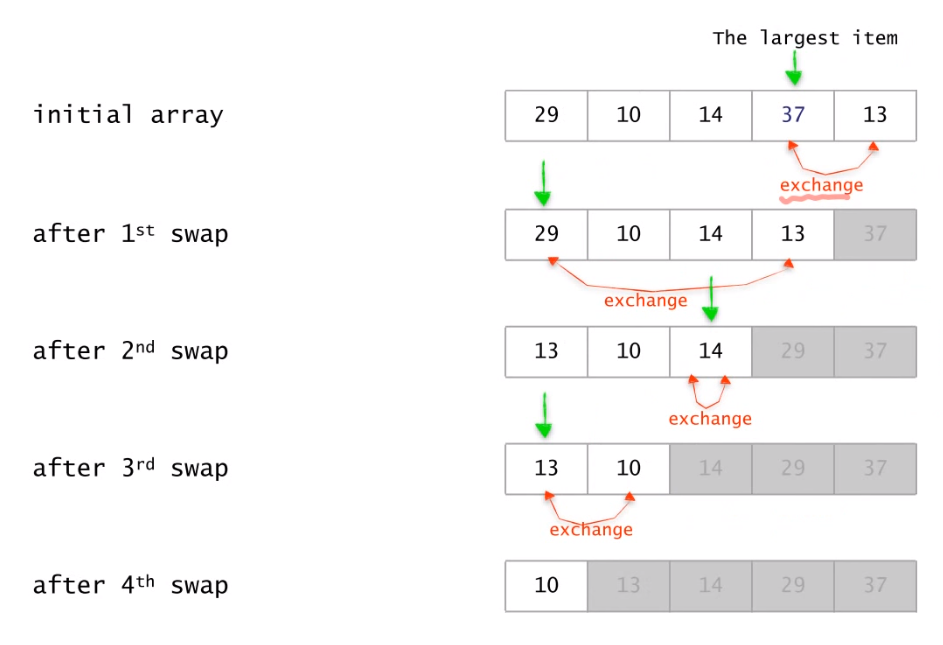 The largest item
initial array 29 10 14 37 13
exchange
after 1st swap 29 10 14 13 37
exchange
after 2nd swap 13 10 14 29 37
exchange
after 3rd swap 13 10 14 29 37
exchange
after 4th swap 10 13 14 29 37